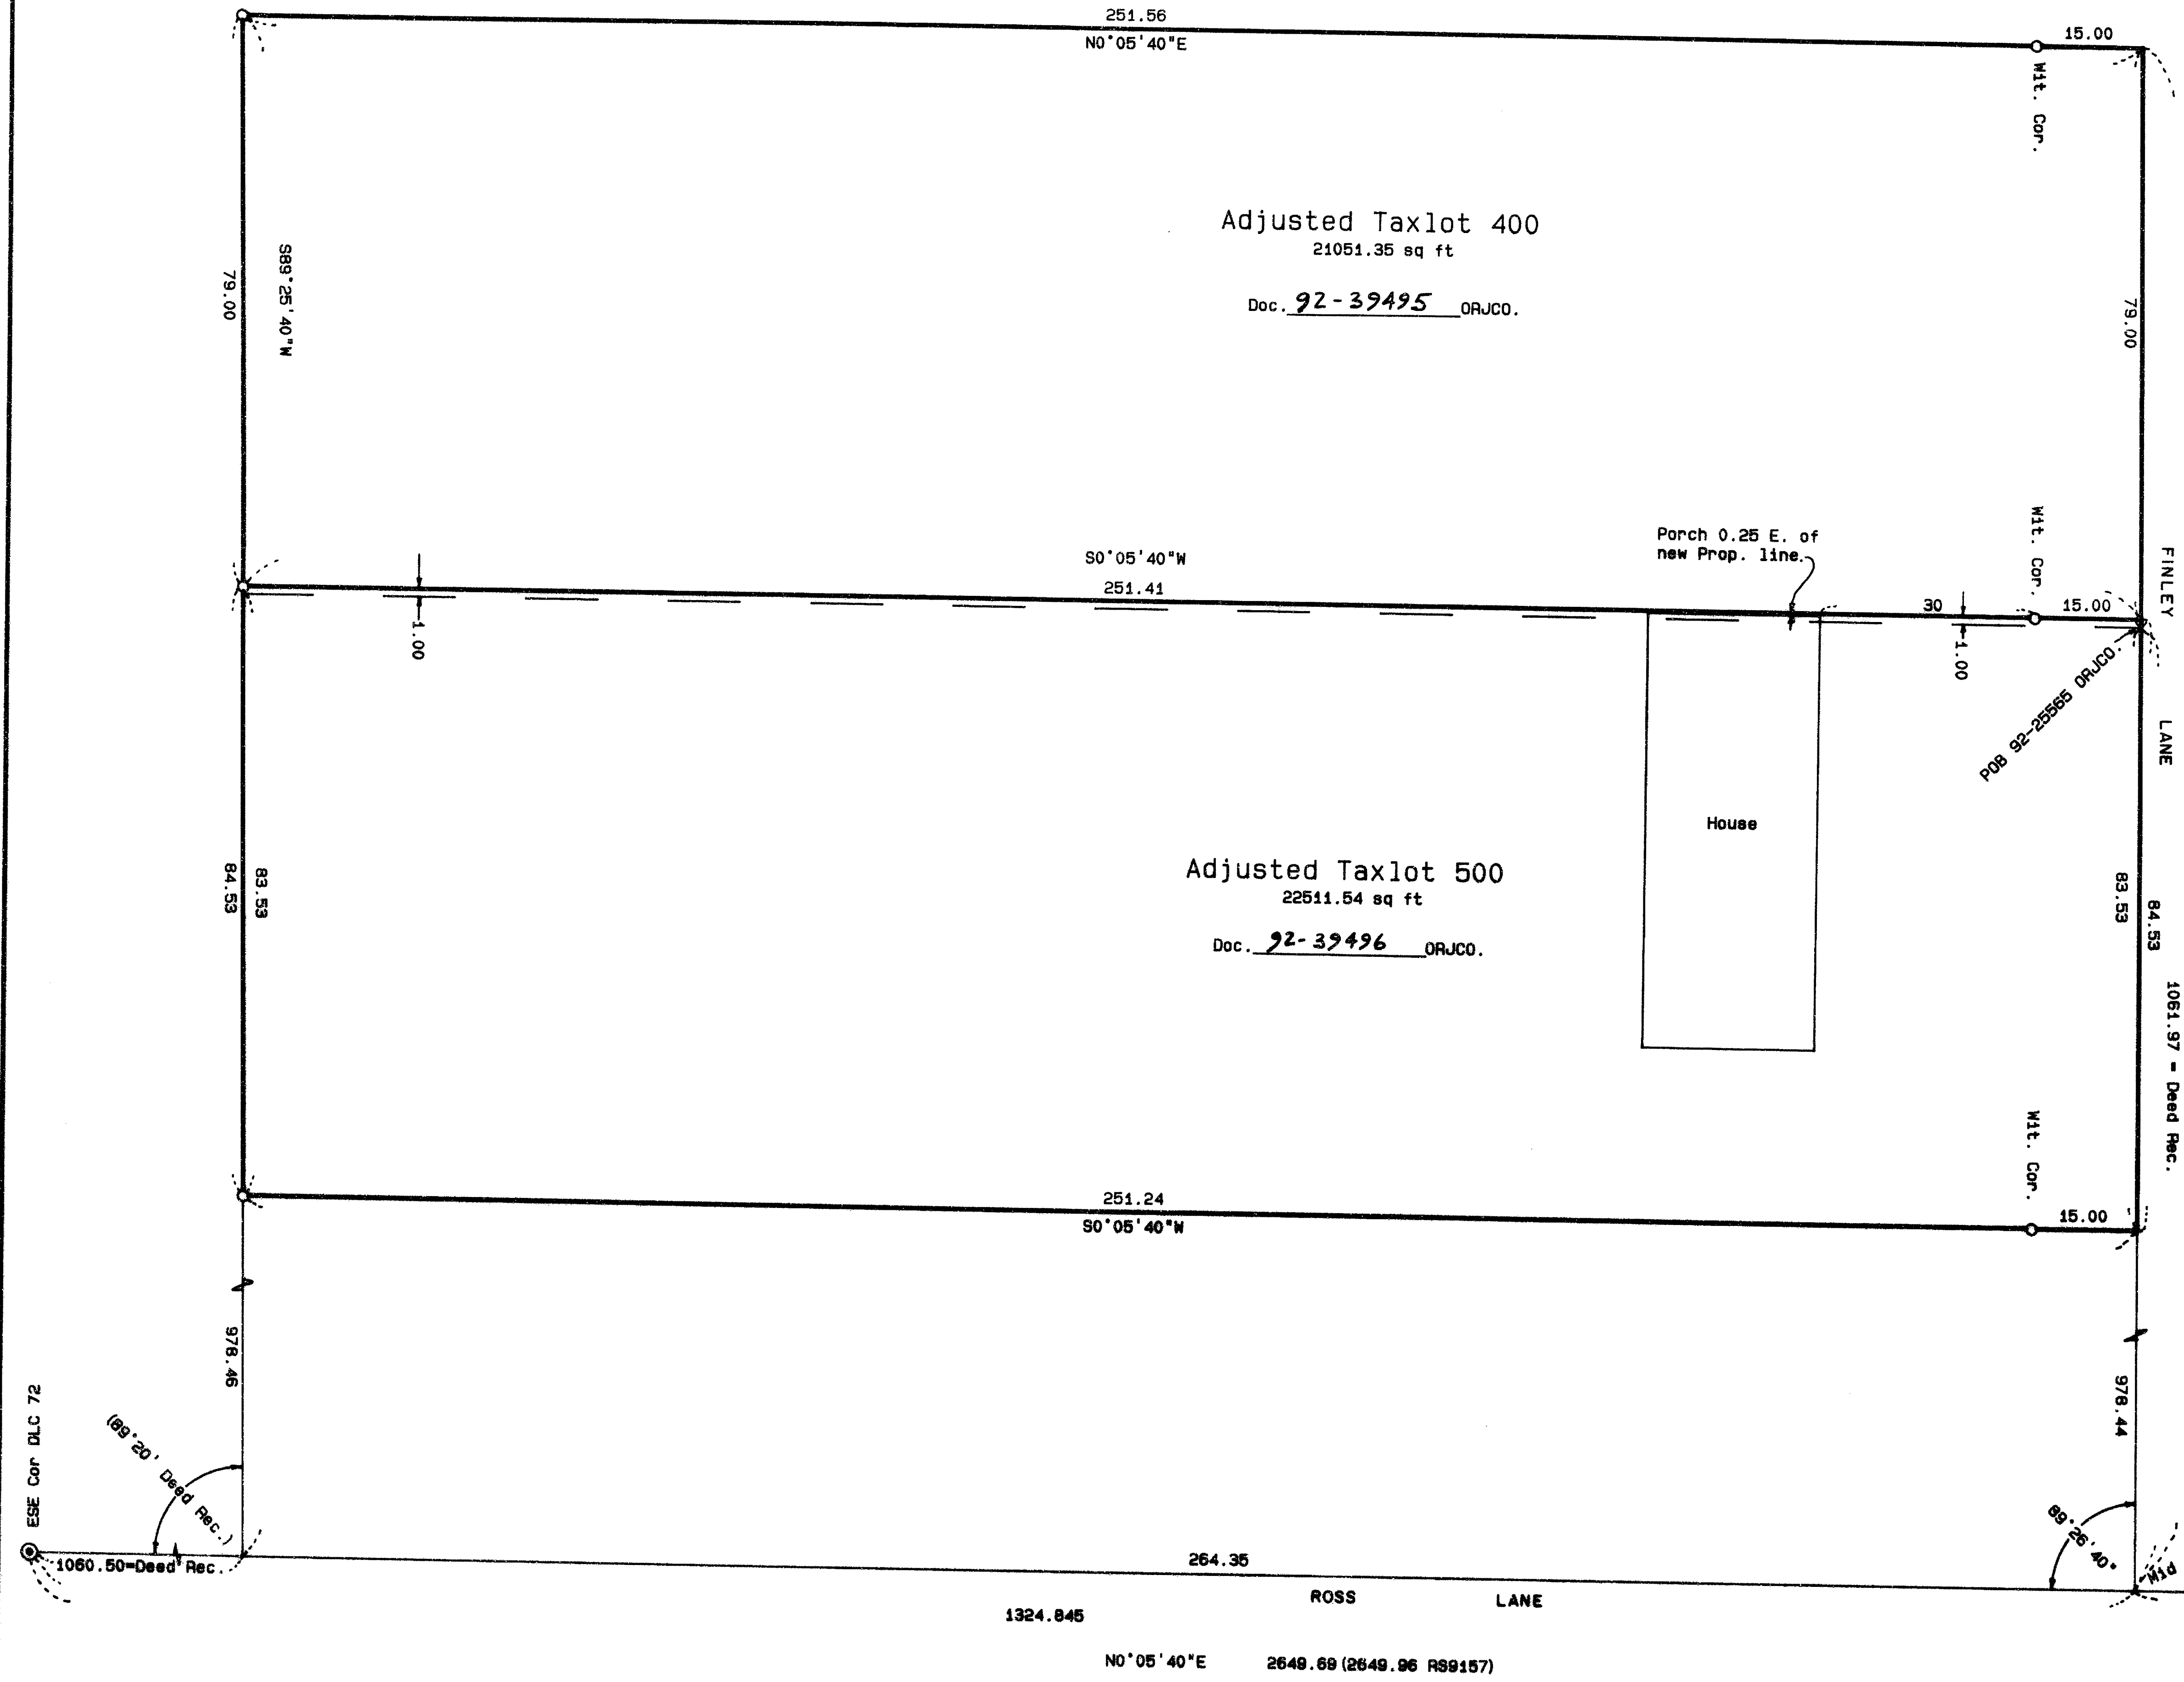 251.56
N0°05'40"E
15.00
Wit. Cor.
Adjusted Taxlot 400
21051.35 sq ft
Doc. 92-39495 ORJCO.
S89°25'40"W
79.00
79.00
Porch 0.25 E. of
new Prop. line.
S0°05'40"W
251.41
30
15.00
Wit. Cor.
1.00
1.00
FINLEY LANE
POB 92-25565 ORJCO.
House
Adjusted Taxlot 500
22511.54 sq ft
Doc. 92-39496 ORJCO.
83.53
84.53
83.53
84.53
1061.97 = Deed Rec.
Wit. Cor.
251.24
S0°05'40"W
15.00
978.46
978.44
ESE Cor DLC 72
(89°20' Deed Rec.)
89°26'40"
1060.50=Deed Rec.
264.35
Mid
ROSS LANE
1324.845
N0°05'40"E 2649.69 (2649.96 RS9157)